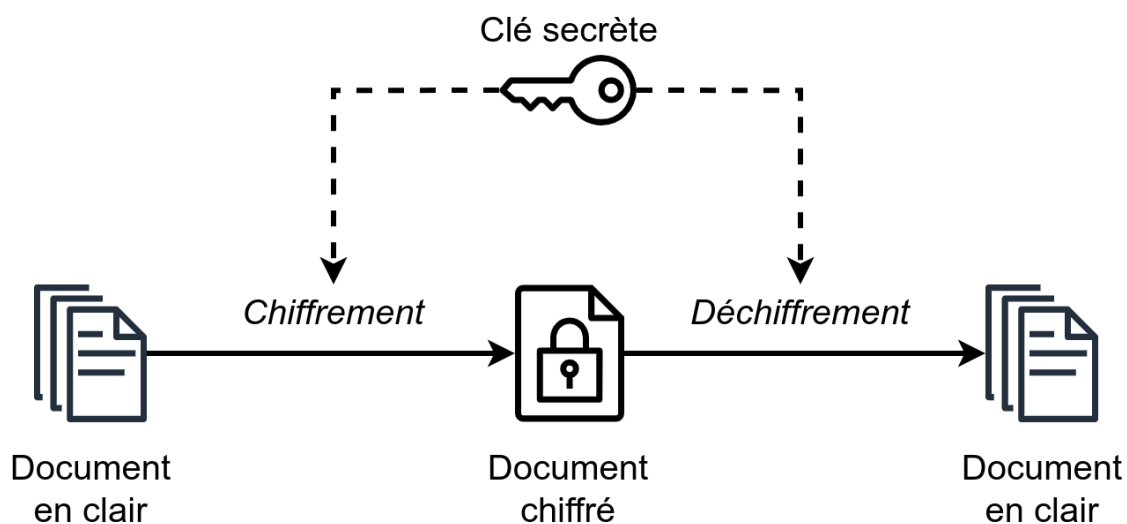 Clé secrète
Chiffrement
Déchiffrement
Document
en clair
Document
chiffré
Document
en clair